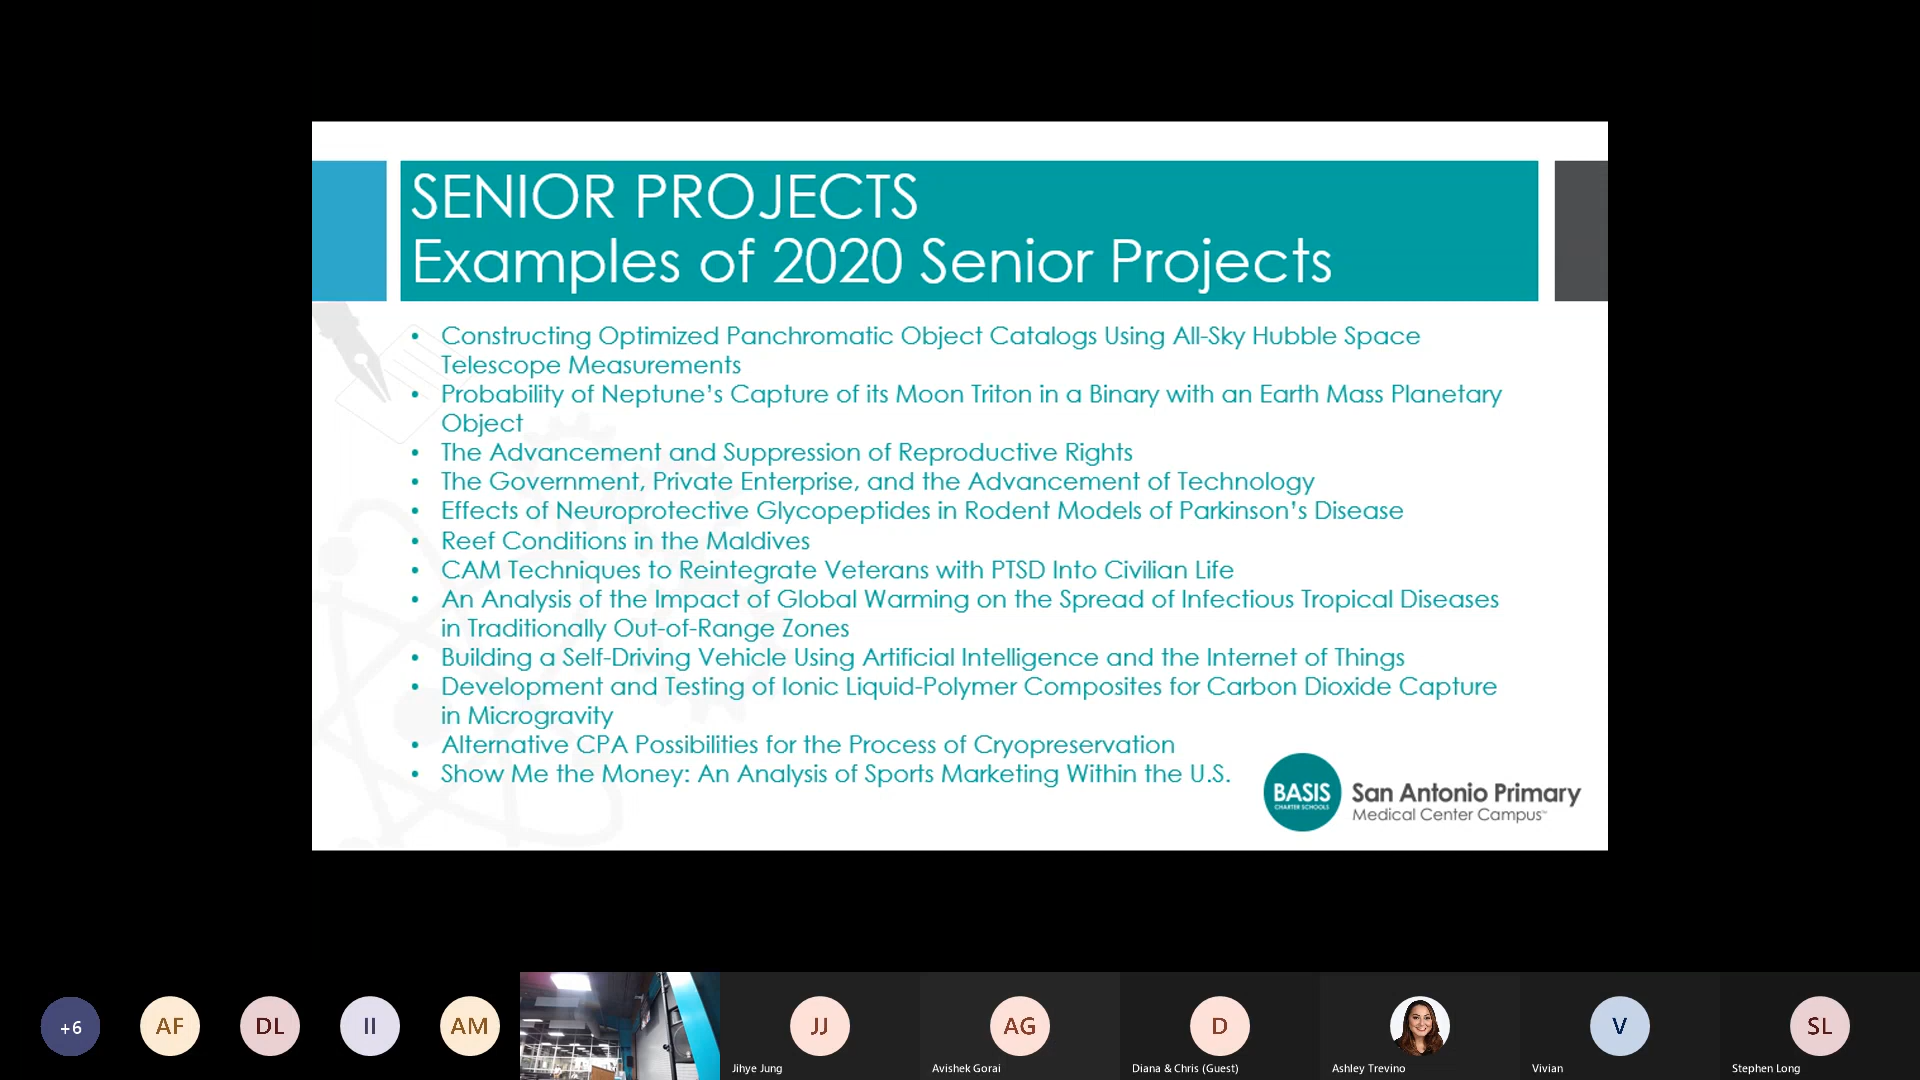 SENIOR PROJECTS
Examples of 2020 Senior Projects
• Constructing Optimized Panchromatic Object Catalogs Using All-Sky Hubble Space
Telescope Measurements
• Probability of Neptune’s Capture of its Moon Triton in a Binary with an Earth Mass Planetary
Object
• The Advancement and Suppression of Reproductive Rights
• The Government, Private Enterprise, and the Advancement of Technology
• Effects of Neuroprotective Glycopeptides in Rodent Models of Parkinson’s Disease
• Reef Conditions in the Maldives
• CAM Techniques to Reintegrate Veterans with PTSD Into Civilian Life
• An Analysis of the Impact of Global Warming on the Spread of Infectious Tropical Diseases
in Traditionally Out-of-Range Zones
• Building a Self-Driving Vehicle Using Artificial Intelligence and the Internet of Things
• Development and Testing of Ionic Liquid-Polymer Composites for Carbon Dioxide Capture
in Microgravity
• Alternative CPA Possibilities for the Process of Cryopreservation
• Show Me the Money: An Analysis of Sports Marketing Within the U.S.
BASIS
CHARTER SCHOOLS
San Antonio Primary
Medical Center Campus™
+6
AF
DL
II
AM
JJ
Jihye Jung
AG
Avishek Gorai
D
Diana & Chris (Guest)
Ashley Trevino
V
Vivian
SL
Stephen Long